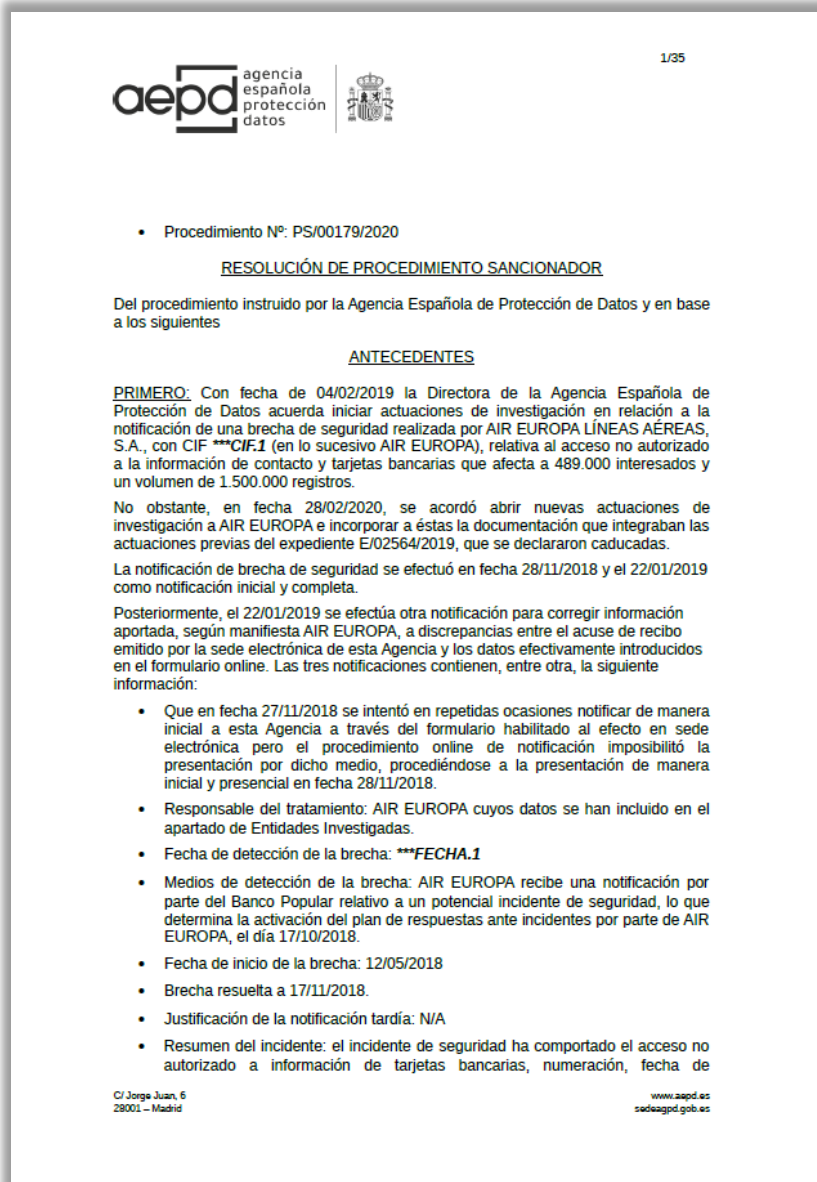 1/35
aepd
agencia
española
protección
datos
• Procedimiento Nº: PS/00179/2020
RESOLUCIÓN DE PROCEDIMIENTO SANCIONADOR
Del procedimiento instruido por la Agencia Española de Protección de Datos y en base
a los siguientes
ANTECEDENTES
PRIMERO: Con fecha de 04/02/2019 la Directora de la Agencia Española de
Protección de Datos acuerda iniciar actuaciones de investigación en relación a la
notificación de una brecha de seguridad realizada por AIR EUROPA LÍNEAS AÉREAS,
S.A., con CIF ***CIF.1 (en lo sucesivo AIR EUROPA), relativa al acceso no autorizado
a la información de contacto y tarjetas bancarias que afecta a 489.000 interesados y
un volumen de 1.500.000 registros.
No obstante, en fecha 28/02/2020, se acordó abrir nuevas actuaciones de
investigación a AIR EUROPA e incorporar a éstas la documentación que integraban las
actuaciones previas del expediente E/02564/2019, que se declararon caducadas.
La notificación de brecha de seguridad se efectuó en fecha 28/11/2018 y el 22/01/2019
como notificación inicial y completa.
Posteriormente, el 22/01/2019 se efectúa otra notificación para corregir información
aportada, según manifiesta AIR EUROPA, a discrepancias entre el acuse de recibo
emitido por la sede electrónica de esta Agencia y los datos efectivamente introducidos
en el formulario online. Las tres notificaciones contienen, entre otra, la siguiente
información:
• Que en fecha 27/11/2018 se intentó en repetidas ocasiones notificar de manera
inicial a esta Agencia a través del formulario habilitado al efecto en sede
electrónica pero el procedimiento online de notificación imposibilitó la
presentación por dicho medio, procediéndose a la presentación de manera
inicial y presencial en fecha 28/11/2018.
• Responsable del tratamiento: AIR EUROPA cuyos datos se han incluido en el
apartado de Entidades Investigadas.
• Fecha de detección de la brecha: ***FECHA.1
• Medios de detección de la brecha: AIR EUROPA recibe una notificación por
parte del Banco Popular relativo a un potencial incidente de seguridad, lo que
determina la activación del plan de respuestas ante incidentes por parte de AIR
EUROPA, el día 17/10/2018.
• Fecha de inicio de la brecha: 12/05/2018
• Brecha resuelta a 17/11/2018.
• Justificación de la notificación tardía: N/A
• Resumen del incidente: el incidente de seguridad ha comportado el acceso no
autorizado a información de tarjetas bancarias, numeración, fecha de
C/ Jorge Juan, 6
28001 – Madrid
www.aepd.es
sedeagpd.gob.es